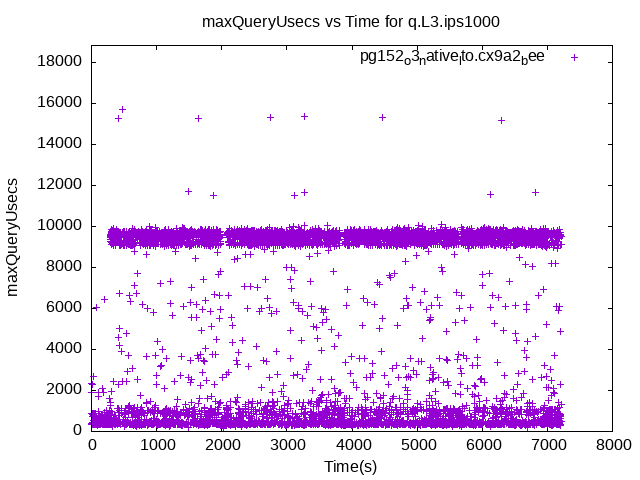 maxQueryUsecs vs Time for q.L3.ips1000
pg152o3native1to.cx9a2bee
18000
16000
14000
12000
10000
8000
6000
4000
2000
0
maxQueryUsecs
0 1000 2000 3000 4000 5000 6000 7000 8000
Time(s)